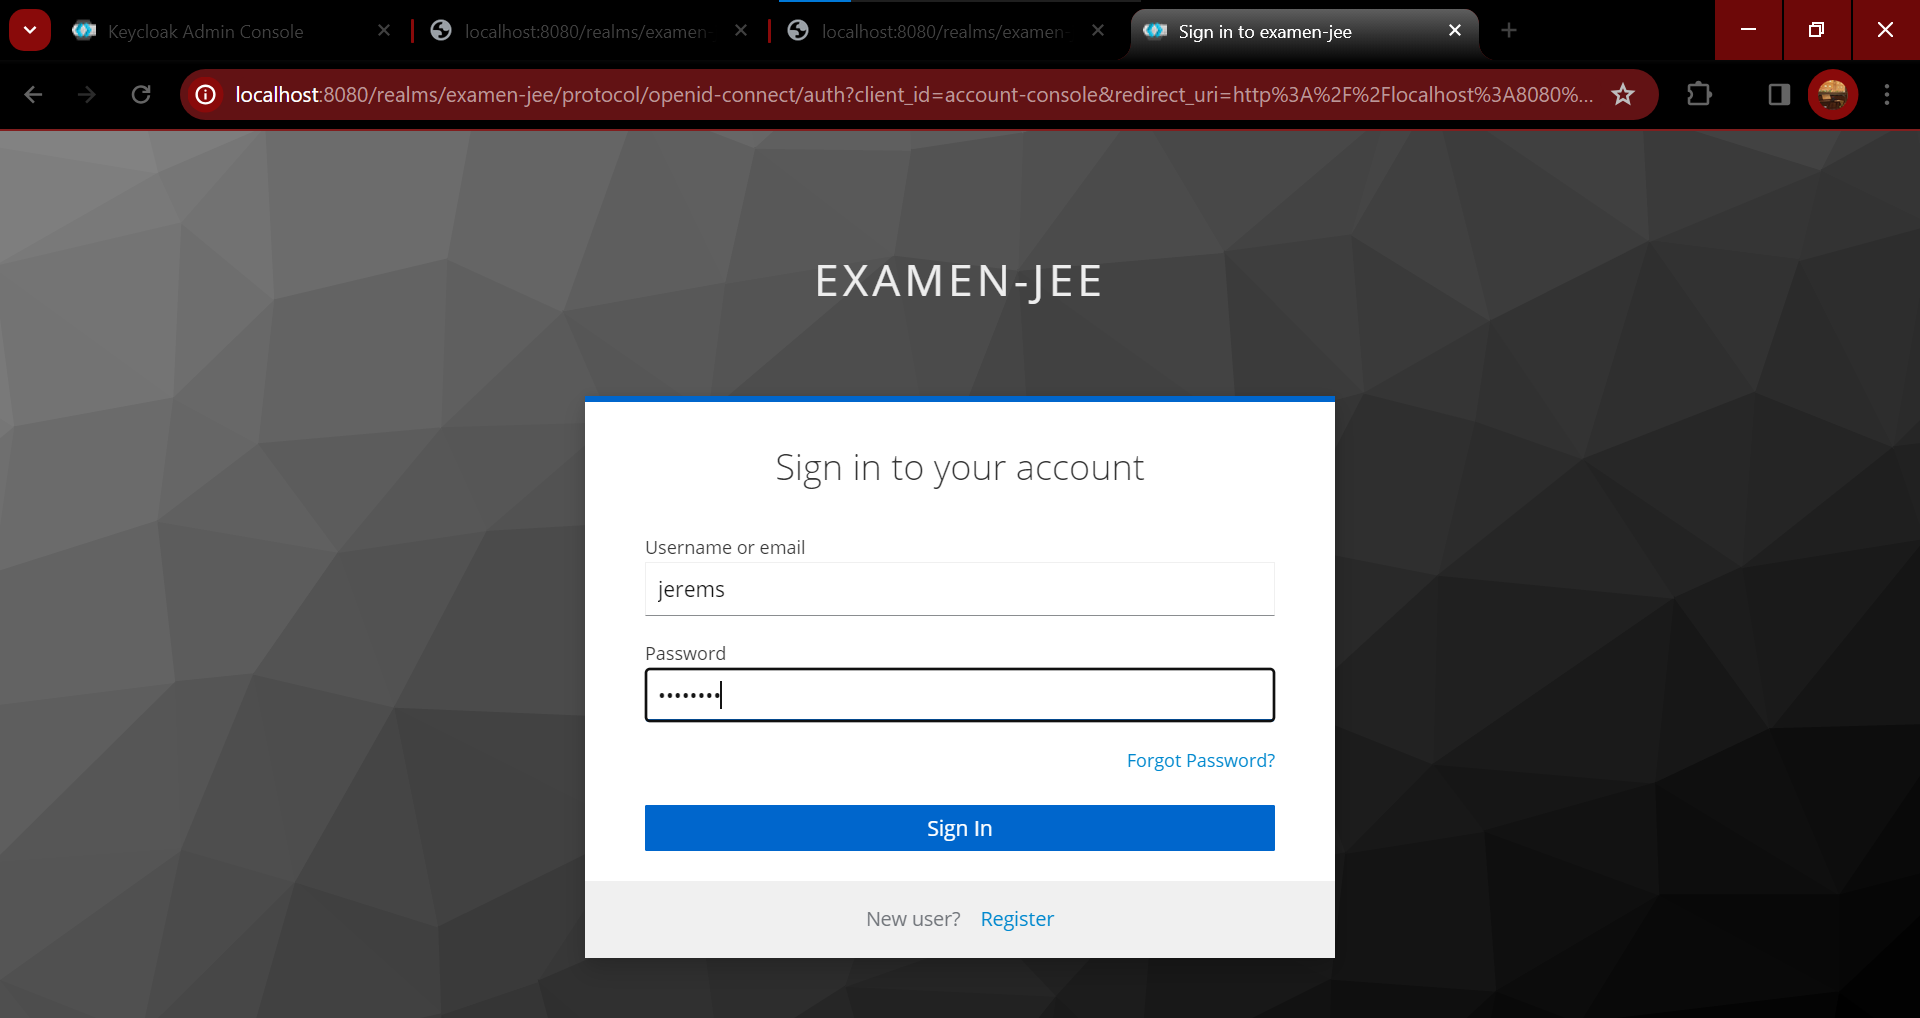 Keycloak Admin Console
localhost:8080/realms/examen-
localhost:8080/realms/examen-
Sign in to examen-jee
localhost:8080/realms/examen-jee/protocol/openid-connect/auth?client_id=account-console&redirect_uri=http%3A%2F%2Flocalhost%3A8080%...
EXAMEN-JEE
Sign in to your account
Username or email
jerems
Password
••••••••
Forgot Password?
Sign In
New user? Register